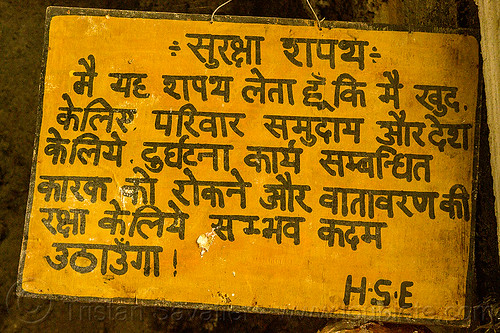 ÷ सुरक्षा शपथ ÷
मै यह शपथ लेता हूँ कि मै खुद,
केलिए परिवार समुदाय और देश
केलिये, दुर्घटना कार्य सम्बन्धित
कारक को रोकने और वातावरण की
रक्षा केलिये सम्भव कदम
उठाउँगा !
H.S.E